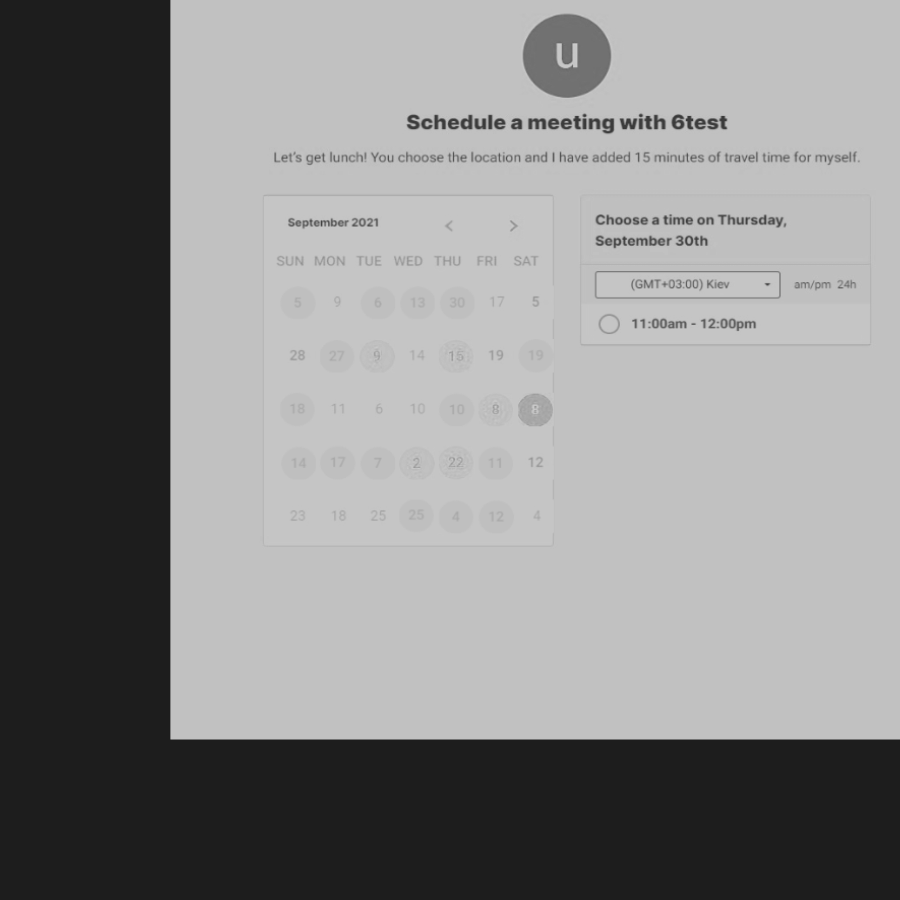 u
Schedule a meeting with 6test
Let's get lunch! You choose the location and I have added 15 minutes of travel time for myself.
September 2021 < >
SUN MON TUE WED THU FRI SAT
5 9 6 13 30 17 5
28 27 9 14 15 19 19
18 11 6 10 10 8 8
14 17 7 2 22 11 12
23 18 25 25 4 12 4
Choose a time on Thursday,
September 30th
(GMT+03:00) Kiev am/pm 24h
11:00am - 12:00pm